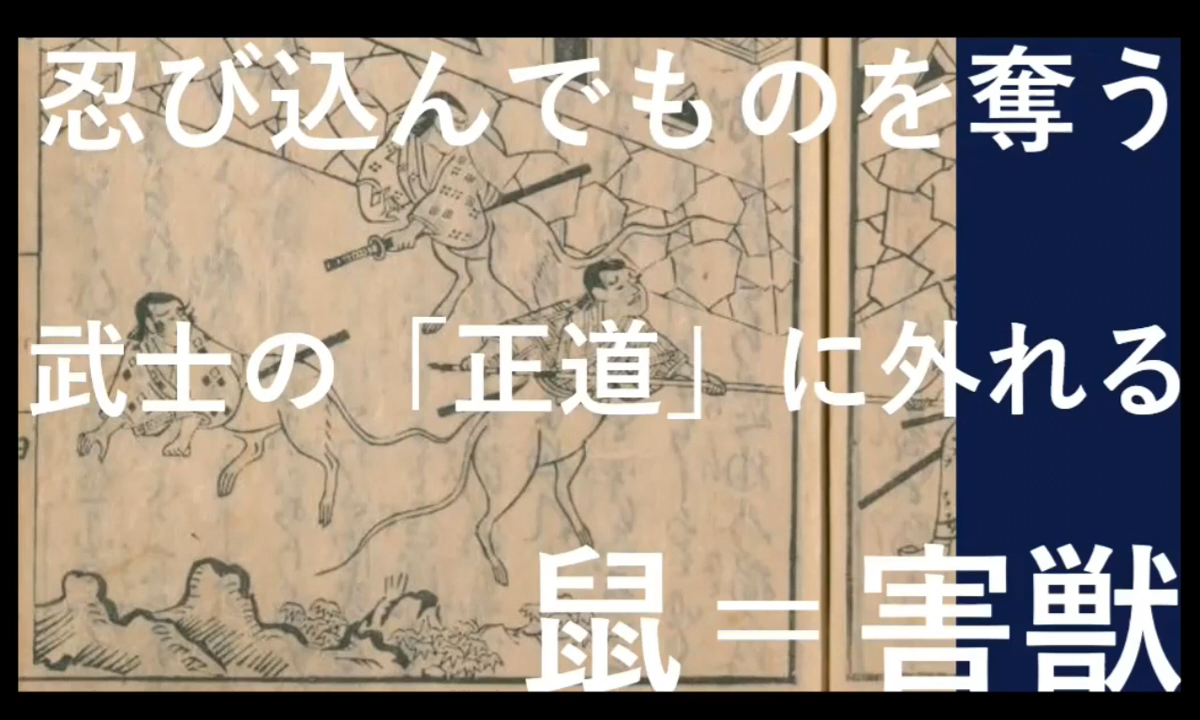 忍び込んでものを奪う
武士の「正道」に外れる
鼠＝害獣